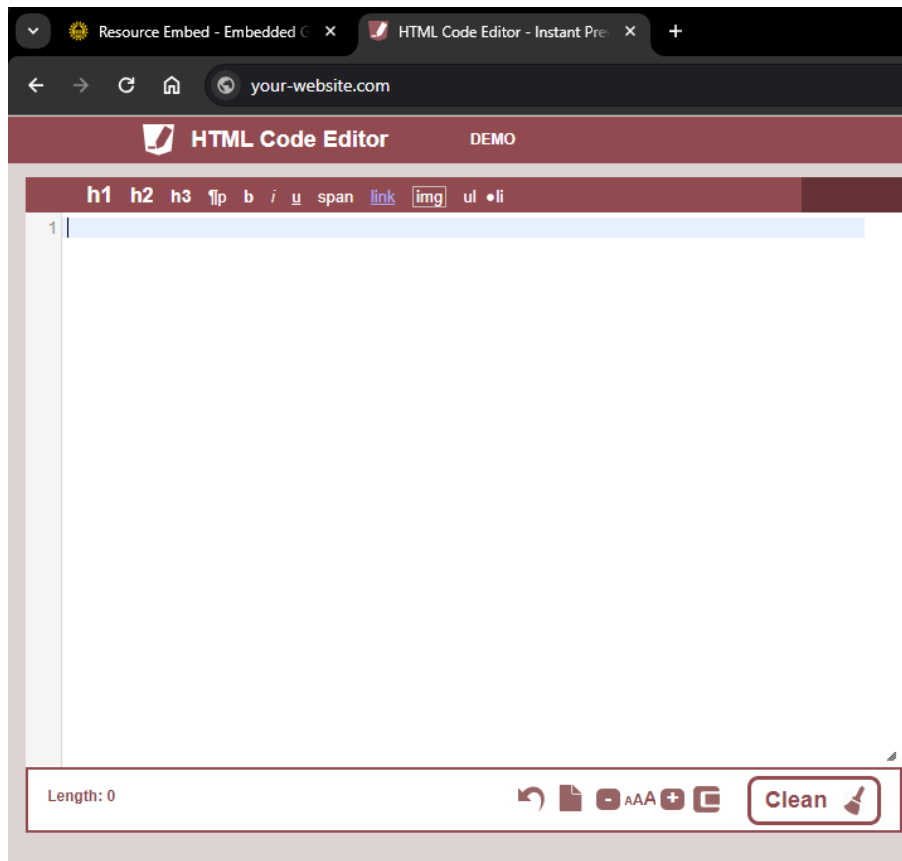 Resource Embed - Embedded G
HTML Code Editor - Instant Prev
your-website.com
HTML Code Editor
DEMO
h1 h2 h3 ¶p b i u span link img ul ●li
1
Length: 0
- AAA +
Clean